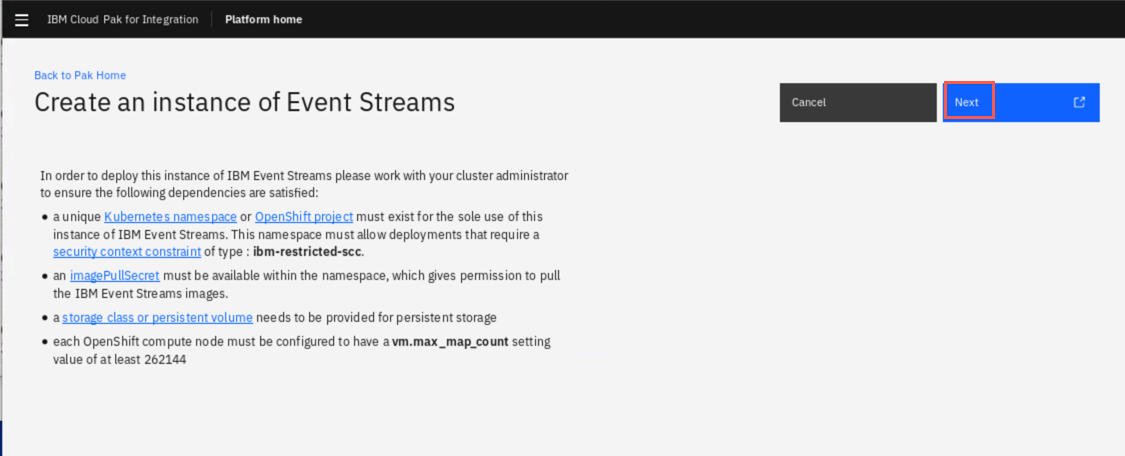 IBM Cloud Pak for Integration Platform home
Back to Pak Home
Create an instance of Event Streams
Cancel
Next
In order to deploy this instance of IBM Event Streams please work with your cluster administrator
to ensure the following dependencies are satisfied:
• a unique Kubernetes namespace or OpenShift project must exist for the sole use of this
instance of IBM Event Streams. This namespace must allow deployments that require a
security context constraint of type : ibm-restricted-scc.
• an imagePullSecret must be available within the namespace, which gives permission to pull
the IBM Event Streams images.
• a storage class or persistent volume needs to be provided for persistent storage
• each OpenShift compute node must be configured to have a vm.max_map_count setting
value of at least 262144